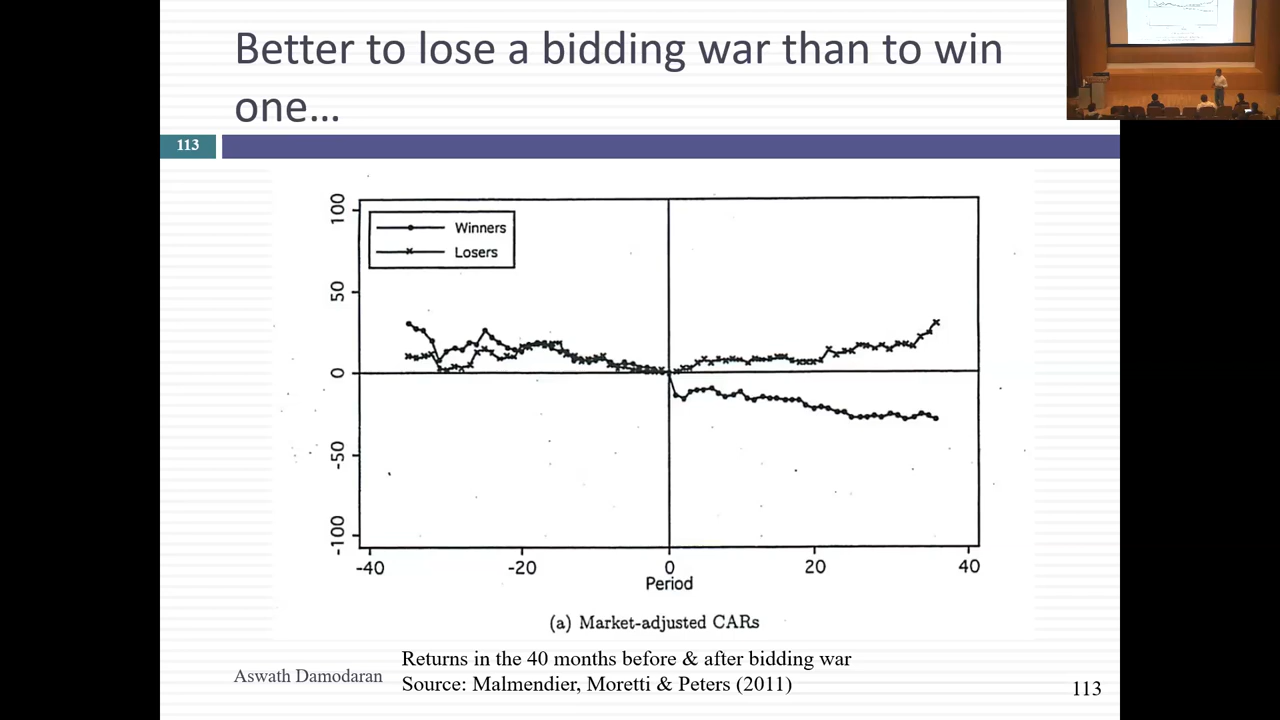 Better to lose a bidding war than to win
one…
113
Winners
Losers
100
50
0
-50
-100
-40
-20
0
20
40
Period
(a) Market-adjusted CARs
Returns in the 40 months before & after bidding war
Aswath Damodaran
Source: Malmendier, Moretti & Peters (2011)
113